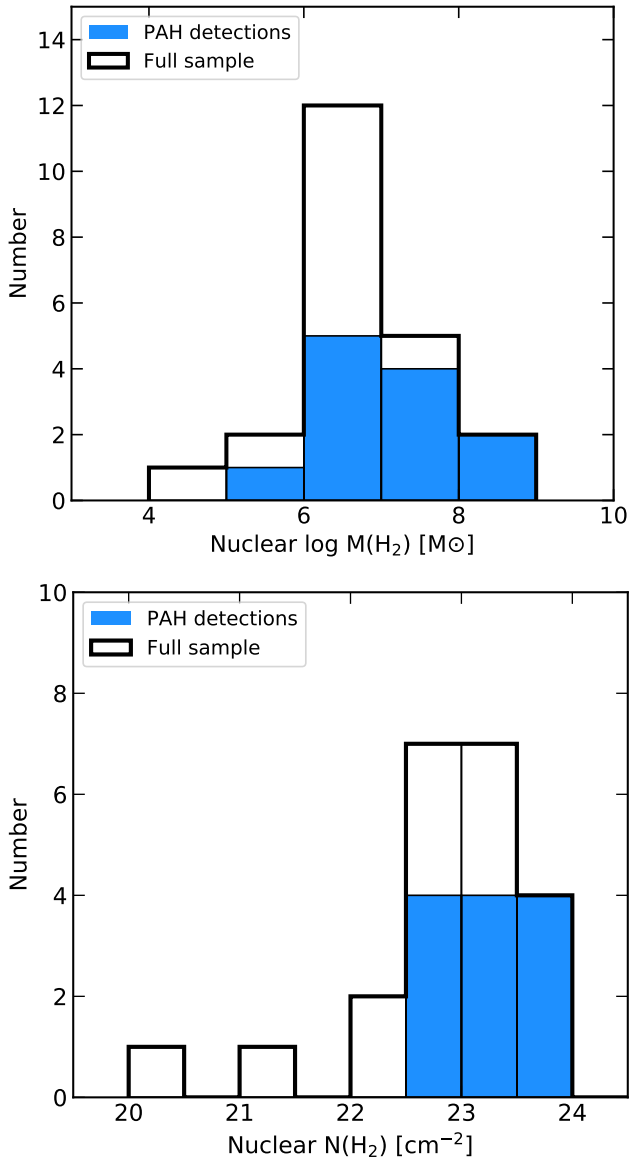 14
12
10
8
6
4
2
0
Number
PAH detections
Full sample
4 6 8 10
Nuclear log M(H₂) [M⊙]
10
8
6
4
2
0
Number
PAH detections
Full sample
20 21 22 23 24
Nuclear N(H₂) [cm⁻²]